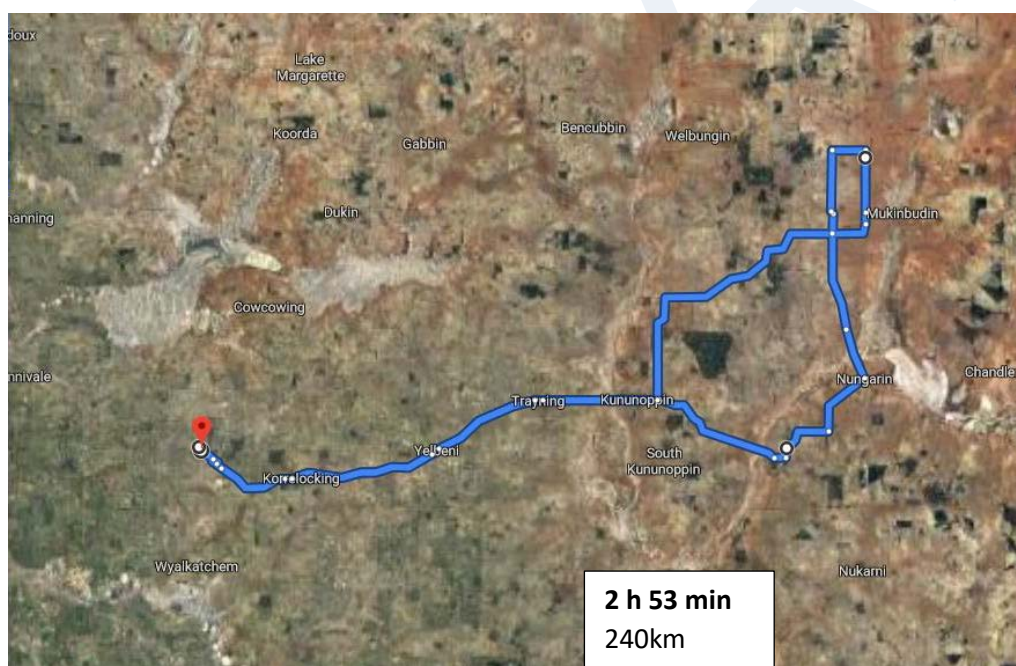 doux
Lake
Margarette
Koorda
Gabbin
Bencubbin
Welbungin
Dukin
Mukinbudin
nanning
Cowcowing
nnivale
Trayning
Kununoppin
Nungarin
Chandler
Yelbeni
South
Kununoppin
Korrelocking
Wyalkatchem
Nukarni
2 h 53 min
240km